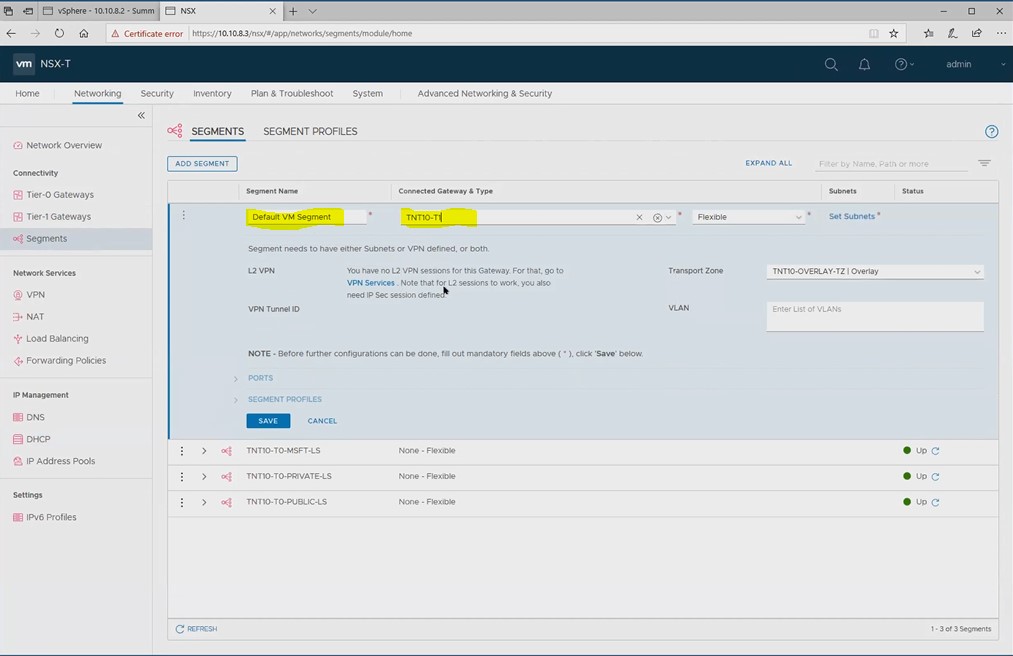 vSphere - 10.10.8.2 - Summ
NSX
Certificate error
https://10.10.8.3/nsx/#/app/networks/segments/module/home
vm NSX-T
admin
Home Networking Security Inventory Plan & Troubleshoot System Advanced Networking & Security
Network Overview
Connectivity
Tier-0 Gateways
Tier-1 Gateways
Segments
Network Services
VPN
NAT
Load Balancing
Forwarding Policies
IP Management
DNS
DHCP
IP Address Pools
Settings
IPv6 Profiles
SEGMENTS SEGMENT PROFILES
ADD SEGMENT
EXPAND ALL
Filter by Name, Path or more
Segment Name Connected Gateway & Type Subnets Status
Default VM Segment * TNT10-T1 * Flexible * Set Subnets *
Segment needs to have either Subnets or VPN defined, or both.
L2 VPN
You have no L2 VPN sessions for this Gateway. For that, go to
VPN Services . Note that for L2 sessions to work, you also
need IP Sec session defined.
Transport Zone
TNT10-OVERLAY-TZ | Overlay
VPN Tunnel ID
VLAN
Enter List of VLANs
NOTE - Before further configurations can be done, fill out mandatory fields above ( * ), click 'Save' below.
PORTS
SEGMENT PROFILES
SAVE CANCEL
TNT10-T0-MSFT-LS None - Flexible Up
TNT10-T0-PRIVATE-LS None - Flexible Up
TNT10-T0-PUBLIC-LS None - Flexible Up
REFRESH
1 - 3 of 3 Segments